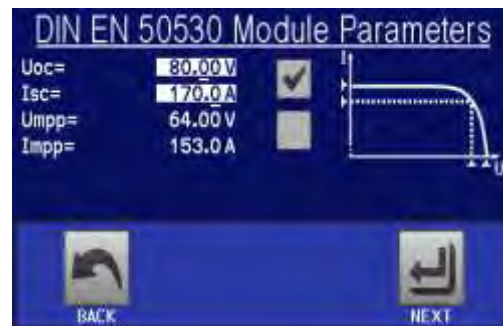 DIN EN 50530 Module Parameters
Uoc= 80.00 V
Isc= 170.0 A
Umpp= 64.00 V
Impp= 153.0 A
I
U
BACK
NEXT